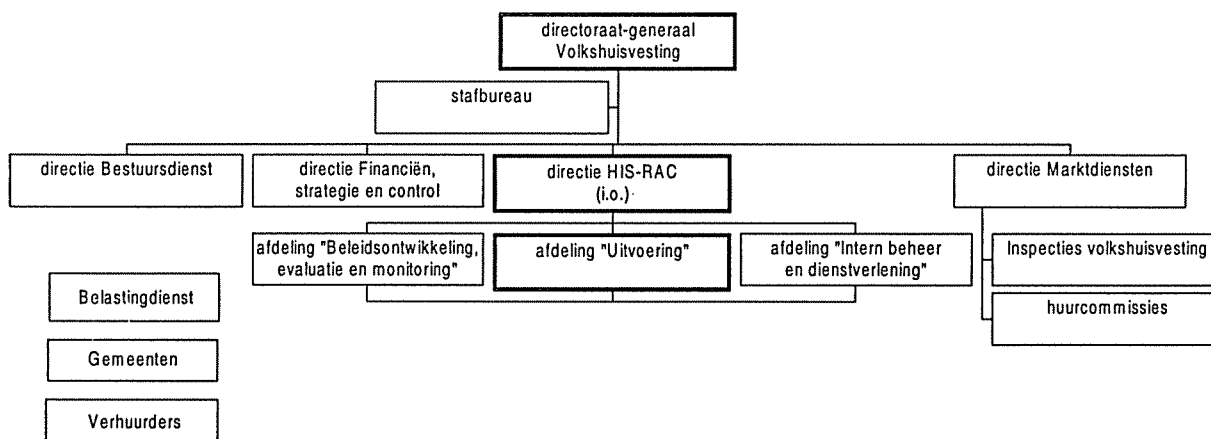 directoraat-generaal
Volkshuisvesting
stafbureau
directie Bestuursdienst
directie Financiën,
strategie en control
directie HIS-RAC
(i.o.)
directie Marktdiensten
afdeling "Beleidsontwikkeling,
evaluatie en monitoring"
afdeling "Uitvoering"
afdeling "Intern beheer
en dienstverlening"
Inspecties volkshuisvesting
huurcommissies
Belastingdienst
Gemeenten
Verhuurders